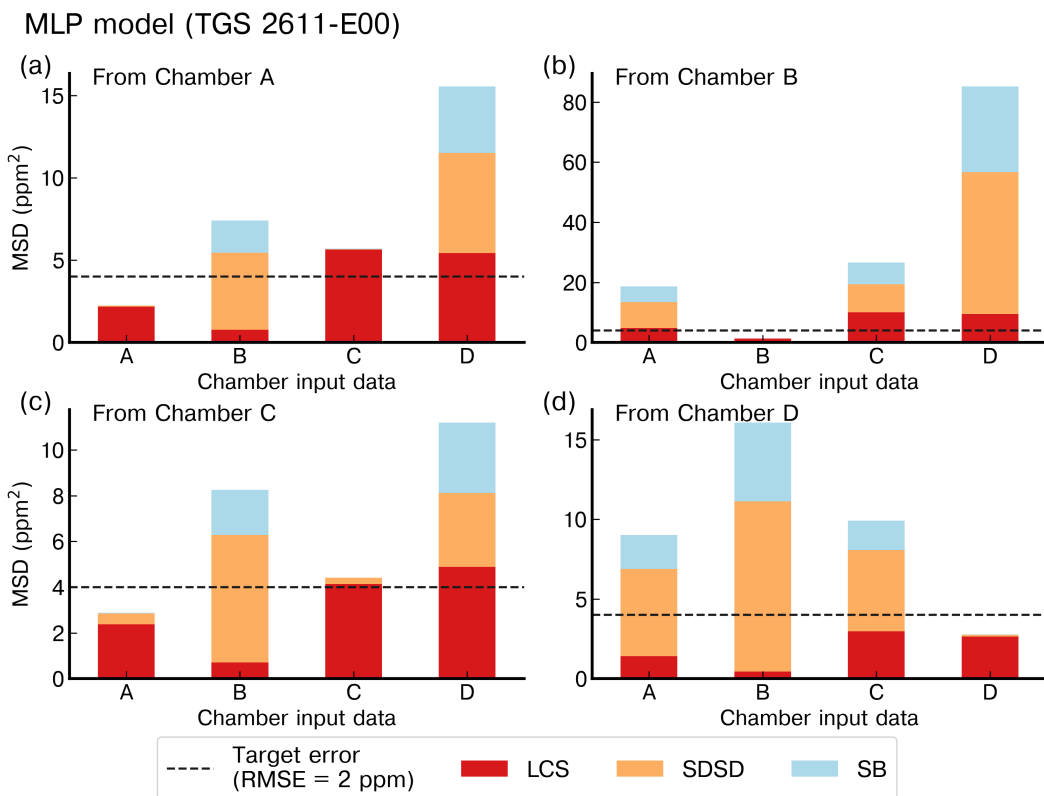 MLP model (TGS 2611-E00)
(a)
From Chamber A
MSD (ppm²)
15
10
5
0
A B C D
Chamber input data
(b)
From Chamber B
80
60
40
20
0
A B C D
Chamber input data
(c)
From Chamber C
MSD (ppm²)
10
8
6
4
2
0
A B C D
Chamber input data
(d)
From Chamber D
15
10
5
0
A B C D
Chamber input data
Target error
(RMSE = 2 ppm)
LCS
SDSD
SB